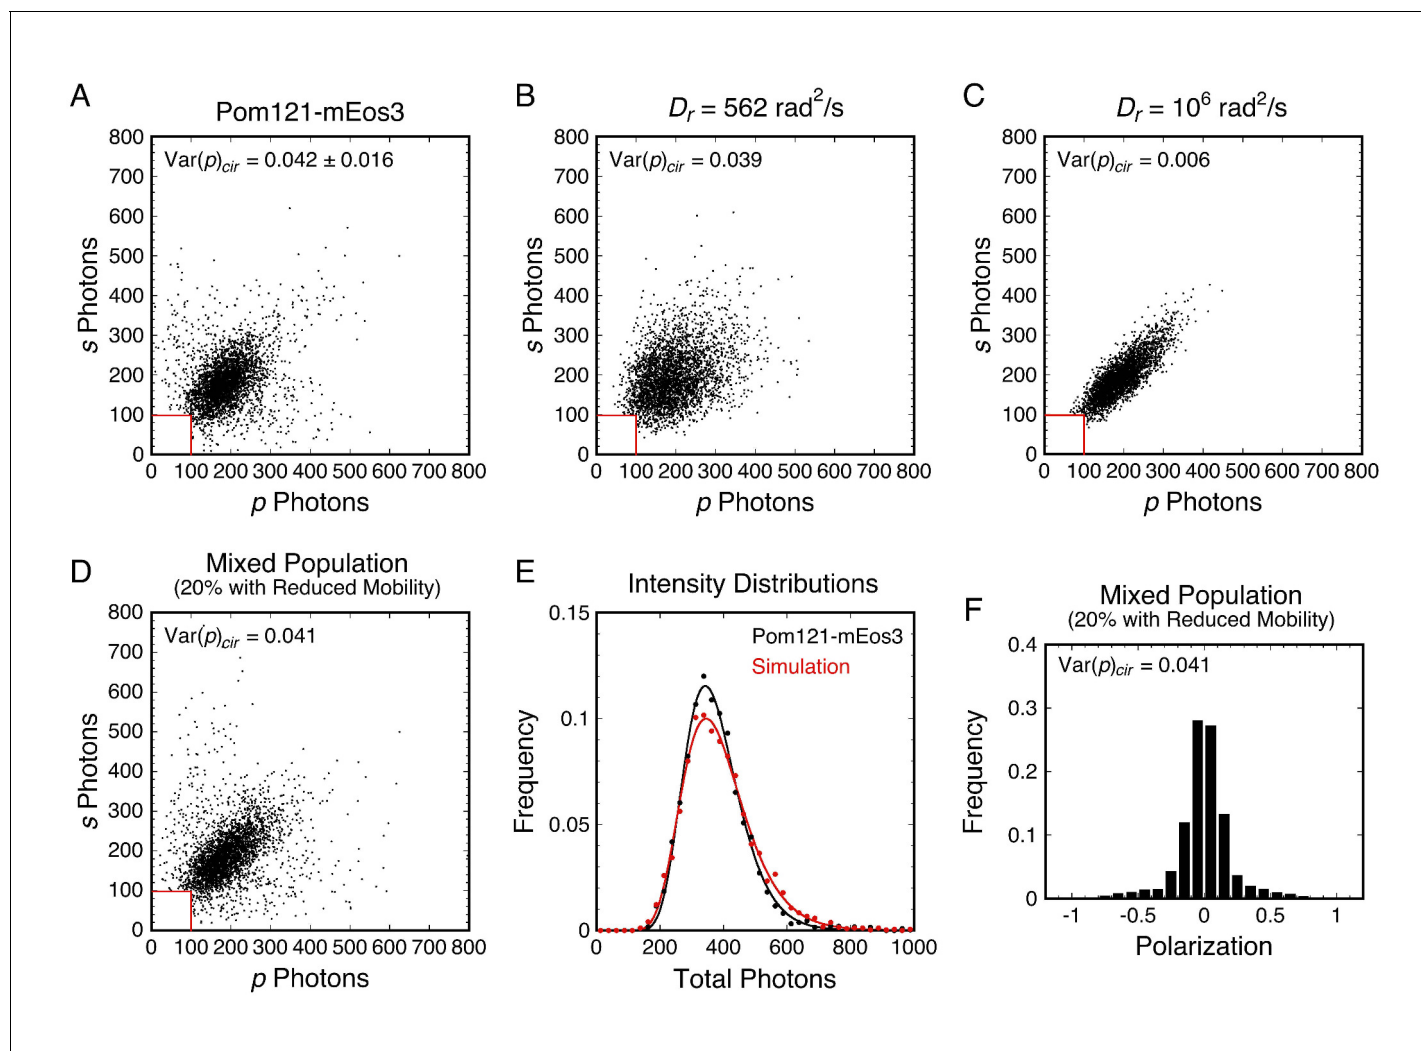 A
Pom121-mEos3
Var(p)cir = 0.042 ± 0.016
800
700
600
500
400
300
200
100
0
s Photons
0 100 200 300 400 500 600 700 800
p Photons
B
Dr = 562 rad²/s
Var(p)cir = 0.039
800
700
600
500
400
300
200
100
0
s Photons
0 100 200 300 400 500 600 700 800
p Photons
C
Dr = 10⁶ rad²/s
Var(p)cir = 0.006
800
700
600
500
400
300
200
100
0
s Photons
0 100 200 300 400 500 600 700 800
p Photons
D
Mixed Population
(20% with Reduced Mobility)
Var(p)cir = 0.041
800
700
600
500
400
300
200
100
0
s Photons
0 100 200 300 400 500 600 700 800
p Photons
E
Intensity Distributions
Pom121-mEos3
Simulation
0.15
0.1
0.05
0
Frequency
0 200 400 600 800 1000
Total Photons
F
Mixed Population
(20% with Reduced Mobility)
Var(p)cir = 0.041
0.4
0.3
0.2
0.1
0
Frequency
-1 -0.5 0 0.5 1
Polarization